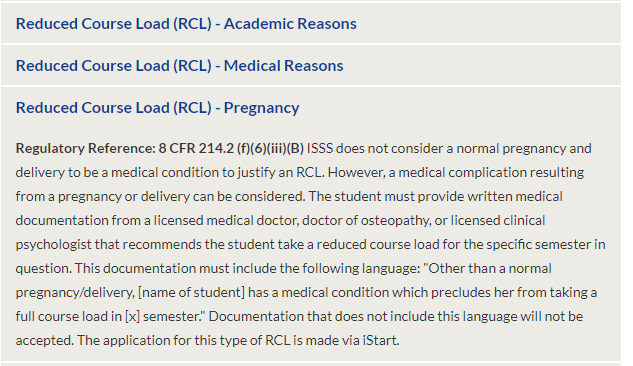 Reduced Course Load (RCL) - Academic Reasons
Reduced Course Load (RCL) - Medical Reasons
Reduced Course Load (RCL) - Pregnancy
Regulatory Reference: 8 CFR 214.2 (f)(6)(iii)(B) ISSS does not consider a normal pregnancy and
delivery to be a medical condition to justify an RCL. However, a medical complication resulting
from a pregnancy or delivery can be considered. The student must provide written medical
documentation from a licensed medical doctor, doctor of osteopathy, or licensed clinical
psychologist that recommends the student take a reduced course load for the specific semester in
question. This documentation must include the following language: "Other than a normal
pregnancy/delivery, [name of student] has a medical condition which precludes her from taking a
full course load in [x] semester." Documentation that does not include this language will not be
accepted. The application for this type of RCL is made via iStart.